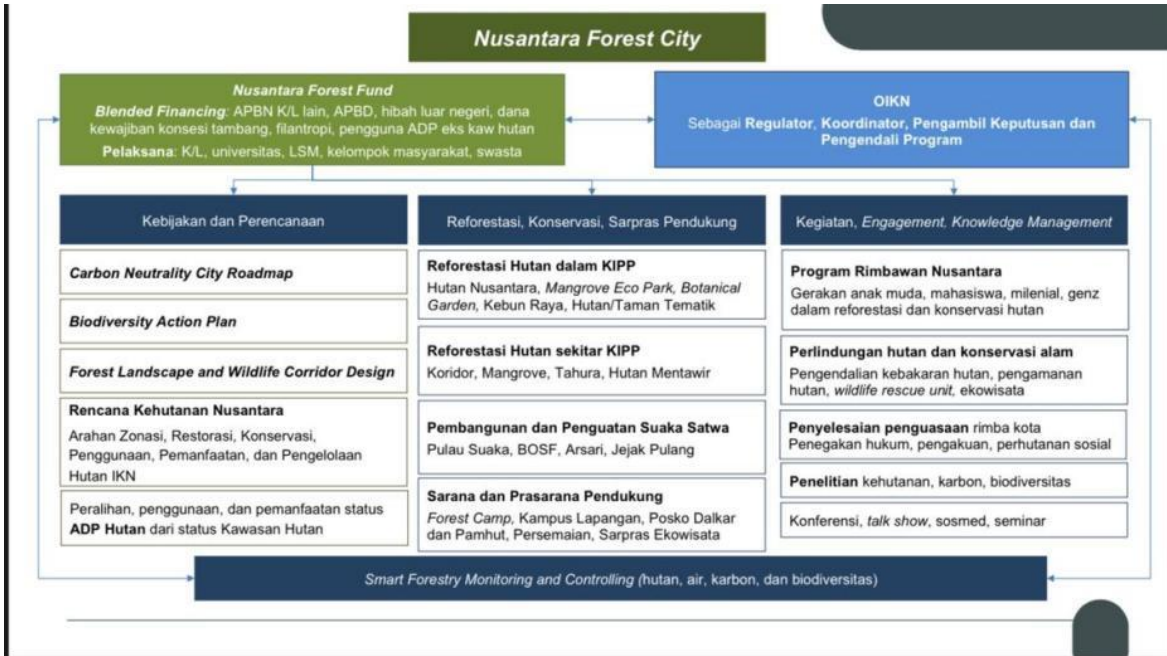 Nusantara Forest City
Nusantara Forest Fund
Blended Financing: APBN K/L lain, APBD, hibah luar negeri, dana
kewajiban konsesi tambang, filantropi, pengguna ADP eks kaw hutan
Pelaksana: K/L, universitas, LSM, kelompok masyarakat, swasta
OIKN
Sebagai Regulator, Koordinator, Pengambil Keputusan dan
Pengendali Program
Kebijakan dan Perencanaan
Carbon Neutrality City Roadmap
Biodiversity Action Plan
Forest Landscape and Wildlife Corridor Design
Rencana Kehutanan Nusantara
Arahan Zonasi, Restorasi, Konservasi,
Penggunaan, Pemanfaatan, dan Pengelolaan
Hutan IKN
Peralihan, penggunaan, dan pemanfaatan status
ADP Hutan dari status Kawasan Hutan
Reforestasi, Konservasi, Sarpras Pendukung
Reforestasi Hutan dalam KIPP
Hutan Nusantara, Mangrove Eco Park, Botanical
Garden, Kebun Raya, Hutan/Taman Tematik
Reforestasi Hutan sekitar KIPP
Koridor, Mangrove, Tahura, Hutan Mentawir
Pembangunan dan Penguatan Suaka Satwa
Pulau Suaka, BOSF, Arsari, Jejak Pulang
Sarana dan Prasarana Pendukung
Forest Camp, Kampus Lapangan, Posko Dalkar
dan Pamhut, Persemaian, Sarpras Ekowisata
Kegiatan, Engagement, Knowledge Management
Program Rimbawan Nusantara
Gerakan anak muda, mahasiswa, milenial, genz
dalam reforestasi dan konservasi hutan
Perlindungan hutan dan konservasi alam
Pengendalian kebakaran hutan, pengamanan
hutan, wildlife rescue unit, ekowisata
Penyelesaian penguasaan rimba kota
Penegakan hukum, pengakuan, perhutanan sosial
Penelitian kehutanan, karbon, biodiversitas
Konferensi, talk show, sosmed, seminar
Smart Forestry Monitoring and Controlling (hutan, air, karbon, dan biodiversitas)